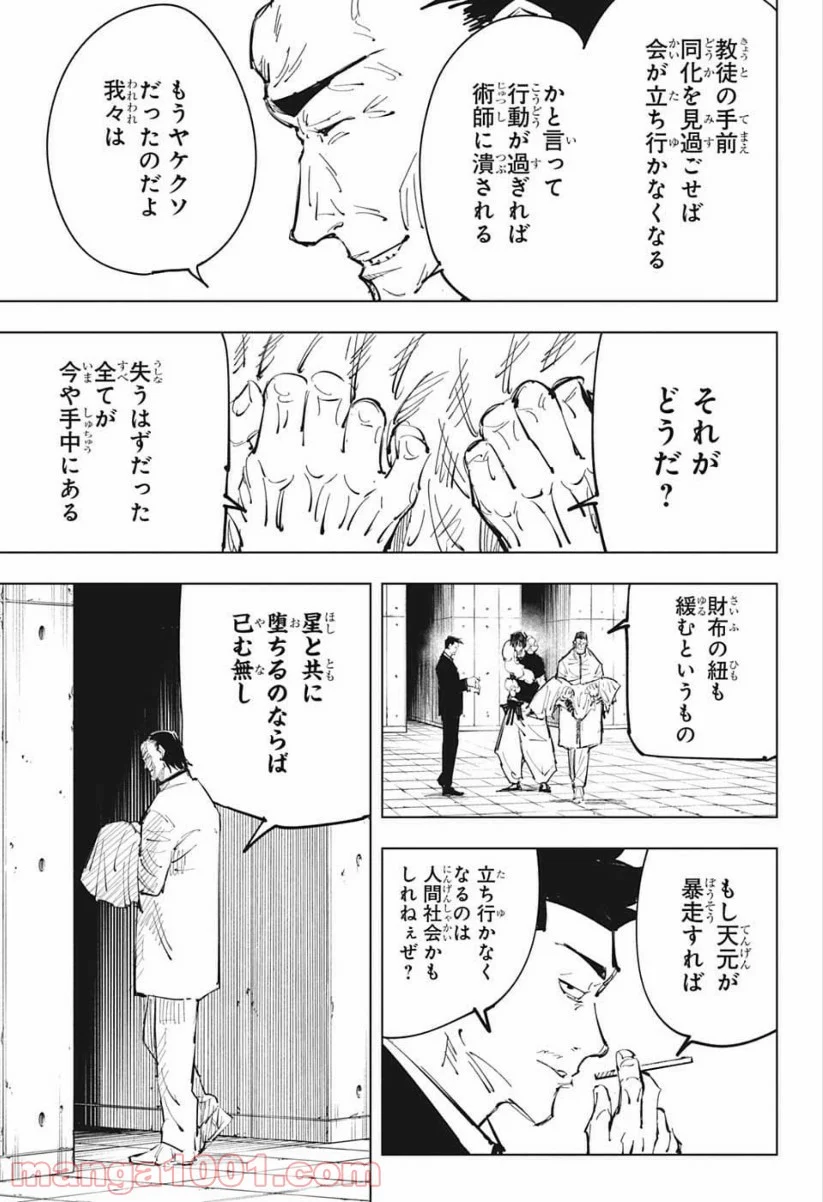 教徒の手前
同化を見過ごせば
会が立ち行かなくなる
かと言って
行動が過ぎれば
術師に潰される
もうヤケクソ
だったのだよ
我々は
それが
どうだ?
失うはずだった
全てが
今や手中にある
財布の紐も
緩むというもの
もし天元が
暴走すれば
立ち行かなく
なるのは
人間社会かも
しれねぇぜ?
星と共に
堕ちるのならば
已む無し
manga1001.com